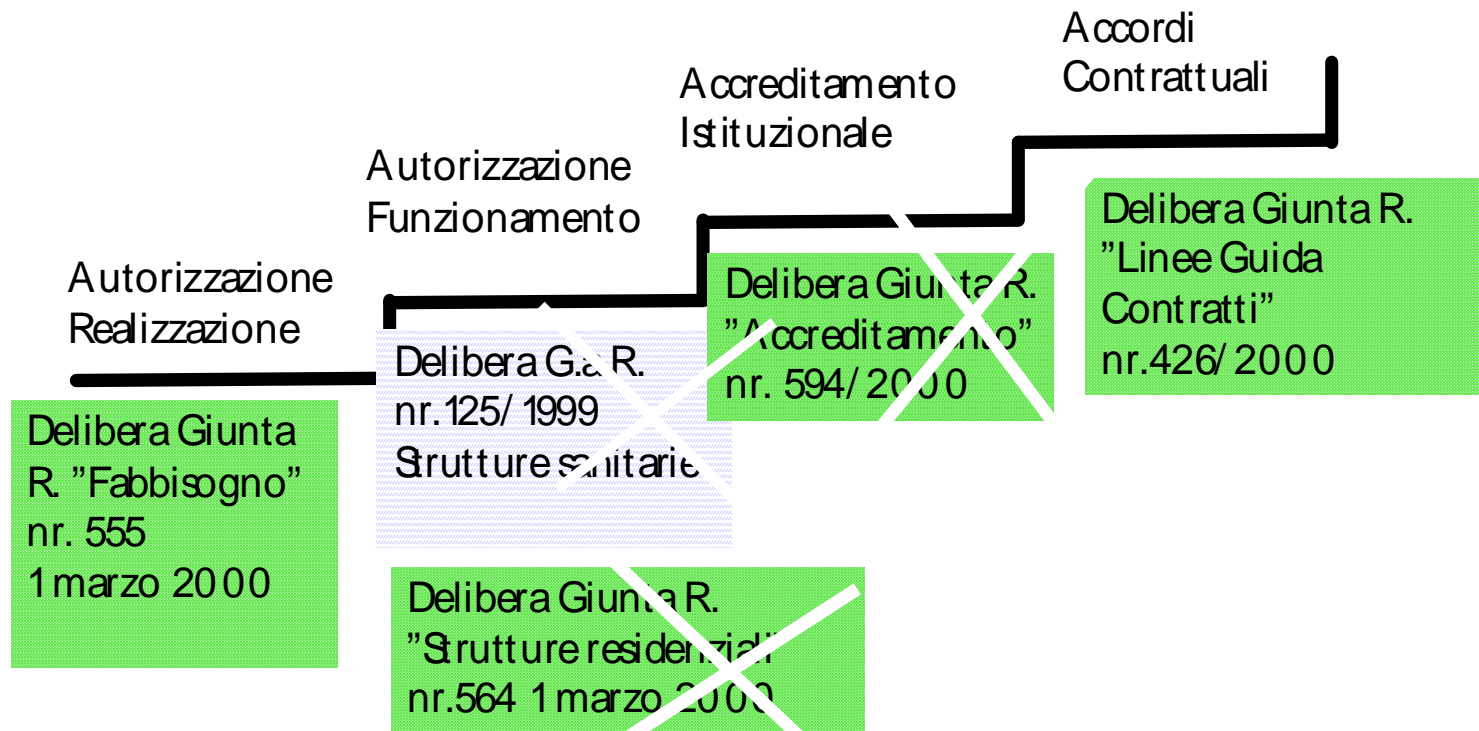 Accordi
Contrattuali
Accreditamento
Istituzionale
Autorizzazione
Funzionamento
Autorizzazione
Realizzazione
Delibera Giunta R.
”Linee Guida
Contratti”
nr.426/2000
Delibera Giunta R.
”Accreditamento”
nr. 594/2000
Delibera G.a R.
nr.125/1999
Strutture sanitarie
Delibera Giunta
R. ”Fabbisogno”
nr. 555
1 marzo 2000
Delibera Giunta R.
”Strutture residenziali”
nr.564 1 marzo 2000